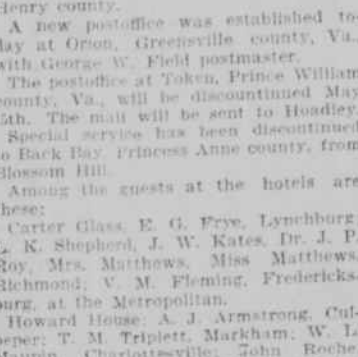 Henry county.
A new postoffice was established to
day at Orion, Greensville county, Va.,
with George W. Field postmaster.
The postoffice at Token, Prince William
county, Va., will be discountinued May
5th. The mail will be sent to Hoadley.
Special service has been discontinued
to Back Bay, Princess Anne county, from
Blossom Hill.
Among the guests at the hotels are
these:
Carter Glass, E. G. Frye, Lynchburg;
L. K. Shepherd, J. W. Kates, Dr. J. P.
Roy, Mrs. Matthews, Miss Matthews,
Richmond; V. M. Fleming, Fredericks-
burg, at the Metropolitan.
Howard House: A. J. Armstrong, Cul-
peper; T. M. Triplett, Markham; W. L.
Maupin, Charlottesville; John Roche,